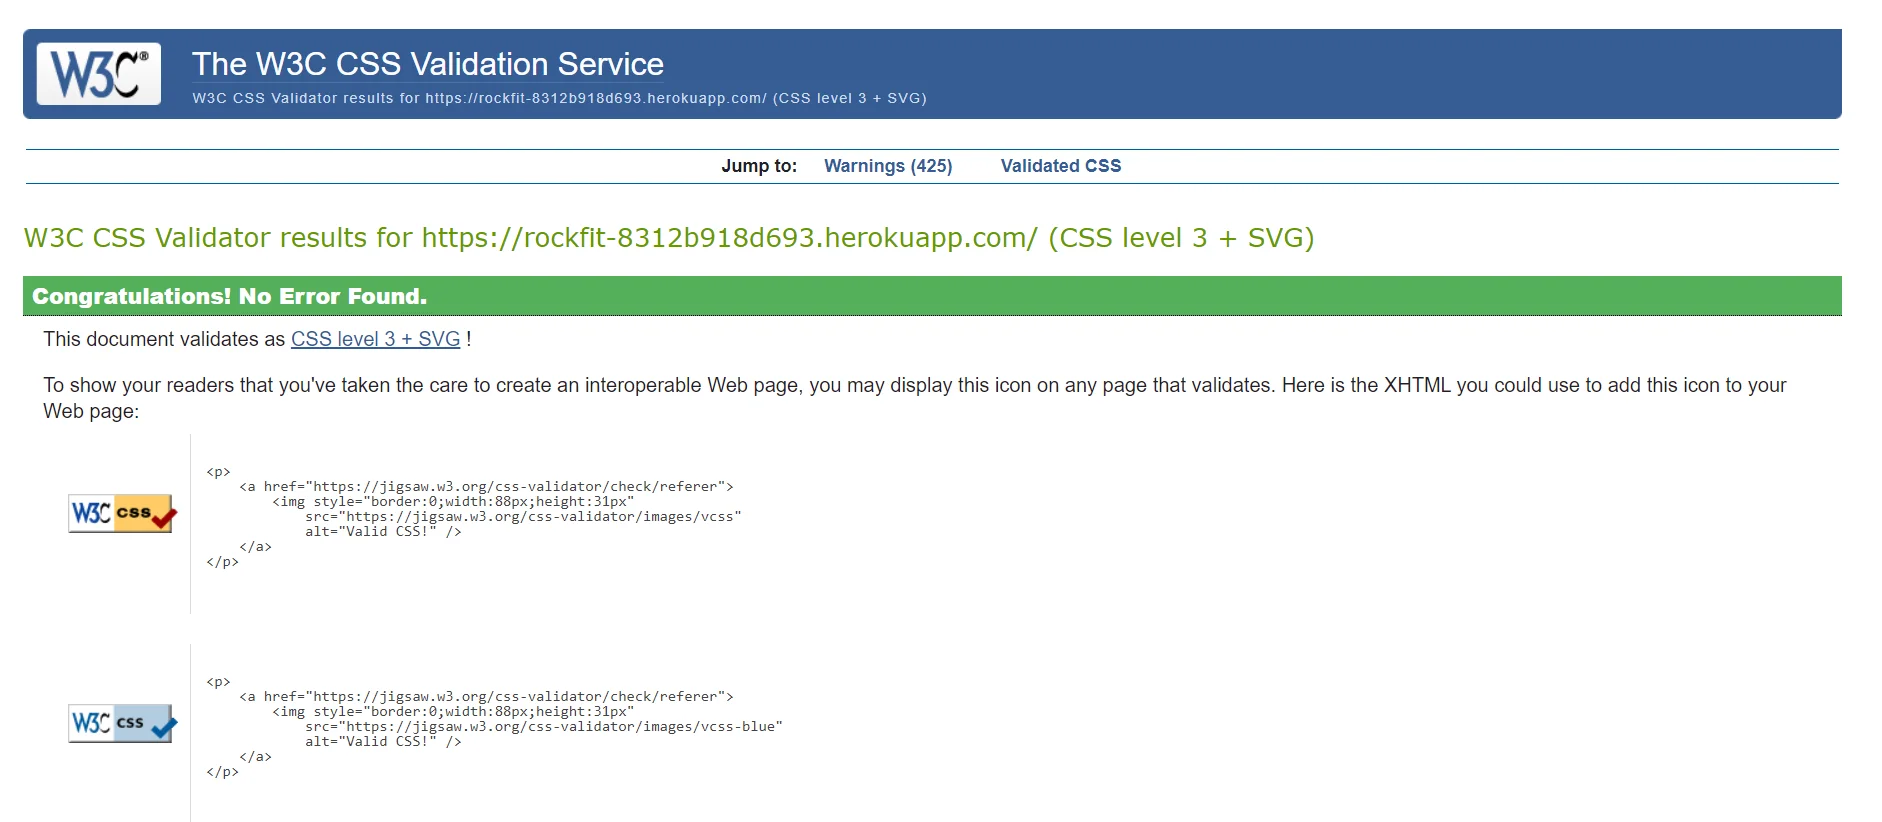 W3C®
The W3C CSS Validation Service
W3C CSS Validator results for https://rockfit-8312b918d693.herokuapp.com/ (CSS level 3 + SVG)
Jump to: Warnings (425) Validated CSS
W3C CSS Validator results for https://rockfit-8312b918d693.herokuapp.com/ (CSS level 3 + SVG)
Congratulations! No Error Found.
This document validates as CSS level 3 + SVG !
To show your readers that you've taken the care to create an interoperable Web page, you may display this icon on any page that validates. Here is the XHTML you could use to add this icon to your
Web page:
W3C css
<p>
    <a href="https://jigsaw.w3.org/css-validator/check/referer">
        <img style="border:0;width:88px;height:31px"
            src="https://jigsaw.w3.org/css-validator/images/vcss"
            alt="Valid CSS!" />
    </a>
</p>
W3C css
<p>
    <a href="https://jigsaw.w3.org/css-validator/check/referer">
        <img style="border:0;width:88px;height:31px"
            src="https://jigsaw.w3.org/css-validator/images/vcss-blue"
            alt="Valid CSS!" />
    </a>
</p>